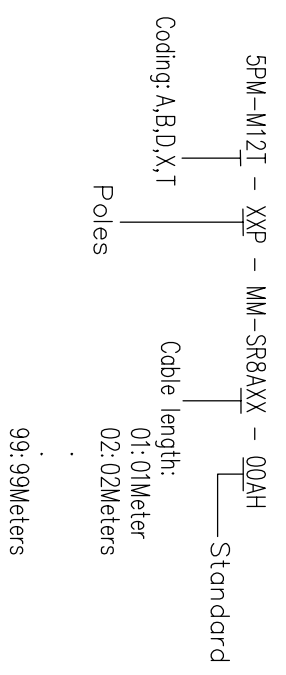 5PM-M12T - XXP - MM-SR8AXX - 00AH
Coding: A,B,D,X,T
Poles
Cable length:
01:01Meter
02:02Meters
.
.
99:99Meters
Standard